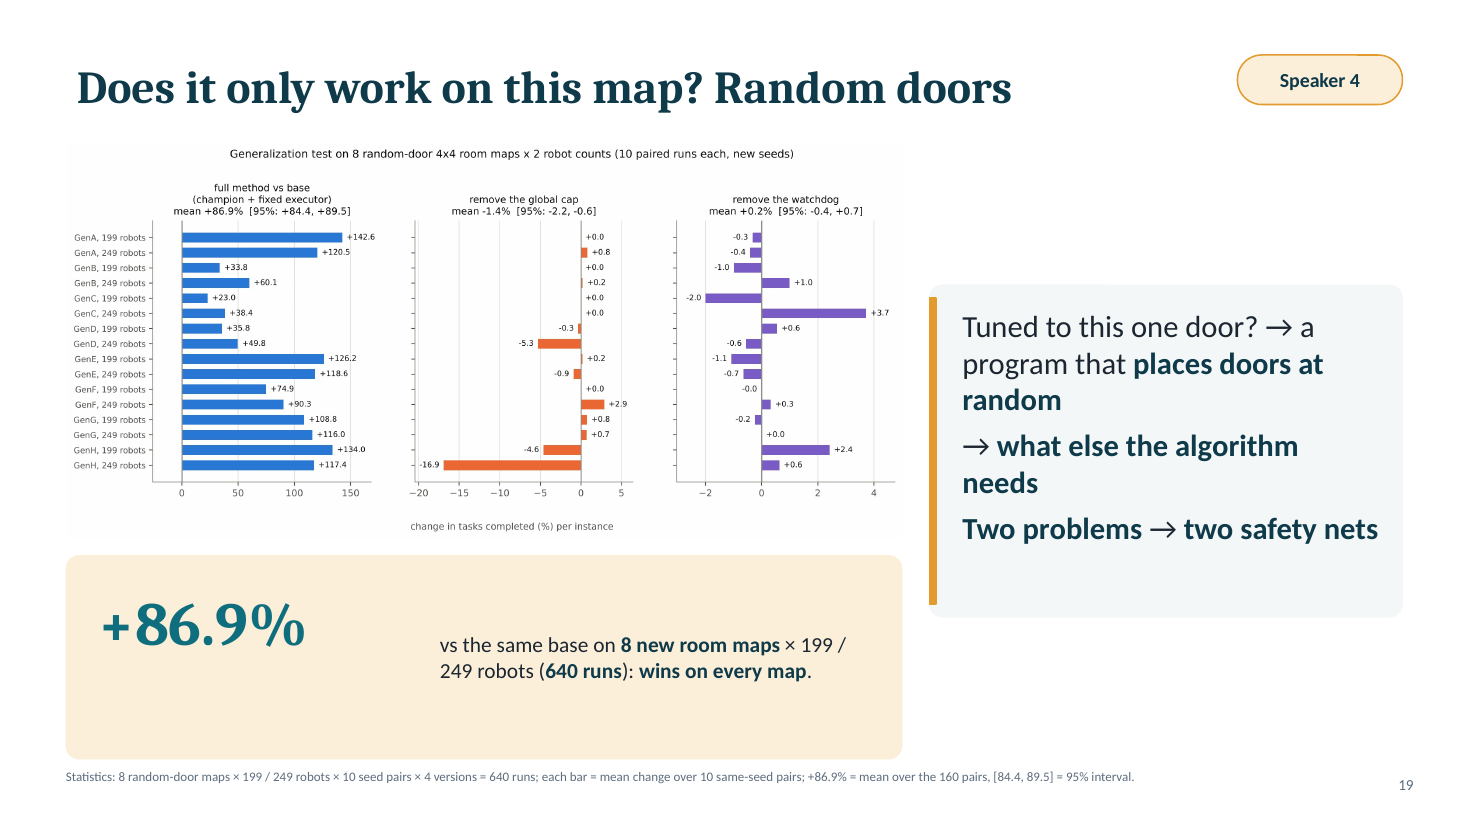 Does it only work on this map? Random doors
Speaker 4
Generalization test on 8 random-door 4x4 room maps x 2 robot counts (10 paired runs each, new seeds)
full method vs base
(champion + fixed executor)
mean +86.9% [95%: +84.4, +89.5]
GenA, 199 robots +142.6
GenA, 249 robots +120.5
GenB, 199 robots +33.8
GenB, 249 robots +60.1
GenC, 199 robots +23.0
GenC, 249 robots +38.4
GenD, 199 robots +35.8
GenD, 249 robots +49.8
GenE, 199 robots +126.2
GenE, 249 robots +118.6
GenF, 199 robots +74.9
GenF, 249 robots +90.3
GenG, 199 robots +108.8
GenG, 249 robots +116.0
GenH, 199 robots +134.0
GenH, 249 robots +117.4
0 50 100 150
remove the global cap
mean -1.4% [95%: -2.2, -0.6]
+0.0
+0.8
+0.0
+0.2
+0.0
+0.0
-0.3
-5.3
+0.2
-0.9
+0.0
+2.9
+0.8
+0.7
-4.6
-16.9
−20 −15 −10 −5 0 5
change in tasks completed (%) per instance
remove the watchdog
mean +0.2% [95%: -0.4, +0.7]
-0.3
-0.4
-1.0
+1.0
-2.0
+3.7
+0.6
-0.6
-1.1
-0.7
-0.0
+0.3
-0.2
+0.0
+2.4
+0.6
−2 0 2 4
Tuned to this one door? → a
program that places doors at
random
→ what else the algorithm
needs
Two problems → two safety nets
+86.9%
vs the same base on 8 new room maps × 199 /
249 robots (640 runs): wins on every map.
Statistics: 8 random-door maps × 199 / 249 robots × 10 seed pairs × 4 versions = 640 runs; each bar = mean change over 10 same-seed pairs; +86.9% = mean over the 160 pairs, [84.4, 89.5] = 95% interval.
19